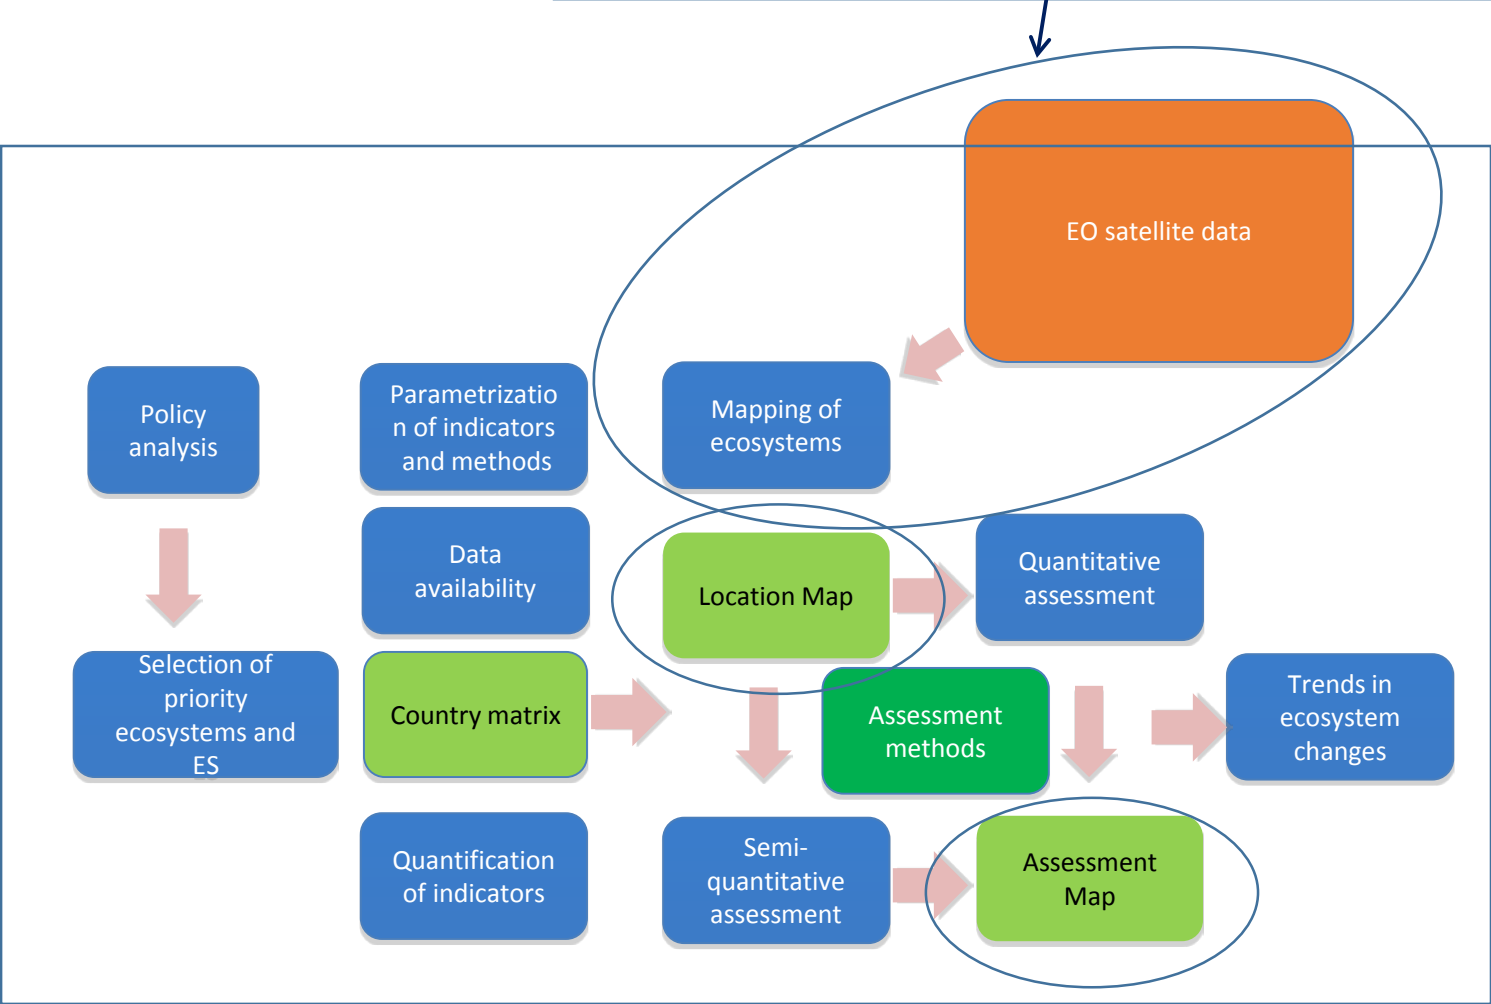 EO satellite data
Policy
analysis
Parametrizatio
n of indicators
and methods
Mapping of
ecosystems
Data
availability
Location Map
Quantitative
assessment
Selection of
priority
ecosystems and
ES
Country matrix
Assessment
methods
Trends in
ecosystem
changes
Quantification
of indicators
Semi-
quantitative
assessment
Assessment
Map